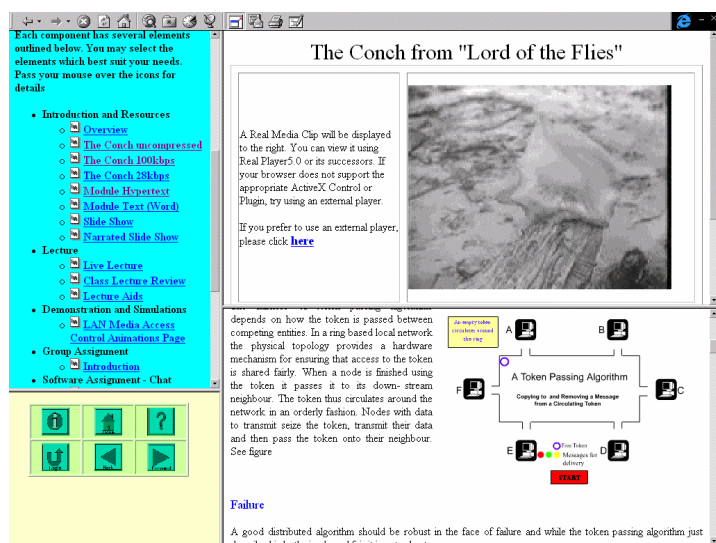 Each component has several elements
outlined below. You may select the
elements which best suit your needs.
Pass your mouse over the icons for
details
Introduction and Resources
Overview
The Conch uncompressed
The Conch 100kbps
The Conch 28kbps
Module Hypertext
Module Text (Word)
Slide Show
Narrated Slide Show
Lecture
Live Lecture
Class Lecture Review
Lecture Aids
Demonstration and Simulations
LAN Media Access
Control Animations Page
Group Assignment
Introduction
Software Assignment - Chat
The Conch from "Lord of the Flies"
A Real Media Clip will be displayed
to the right. You can view it using
Real Player5.0 or its successors. If
your browser does not support the
appropriate ActiveX Control or
Plugin, try using an external player.
If you prefer to use an external player,
please click here
depends on how the token is passed between
competing entities. In a ring based local network
the physical topology provides a hardware
mechanism for ensuring that access to the token
is shared fairly. When a node is finished using
the token it passes it to its down- stream
neighbour. The token thus circulates around the
network in an orderly fashion. Nodes with data
to transmit seize the token, transmit their data
and then pass the token onto their neighbour.
See figure
An empty token
circulates around
the ring
A
B
A Token Passing Algorithm
F
C
Copying to and Removing a Message
from a Circulating Token
E
D
Free Token
Messages for
delivery
START
Failure
A good distributed algorithm should be robust in the face of failure and while the token passing algorithm just